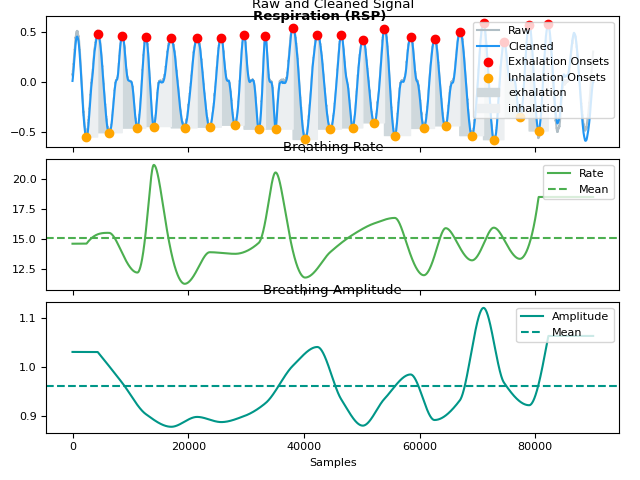 Raw and Cleaned Signal
Respiration (RSP)
0.5
0.0
−0.5
Raw
Cleaned
Exhalation Onsets
Inhalation Onsets
exhalation
inhalation
Breathing Rate
20.0
17.5
15.0
12.5
Rate
Mean
Breathing Amplitude
1.1
1.0
0.9
Amplitude
Mean
0 20000 40000 60000 80000
Samples